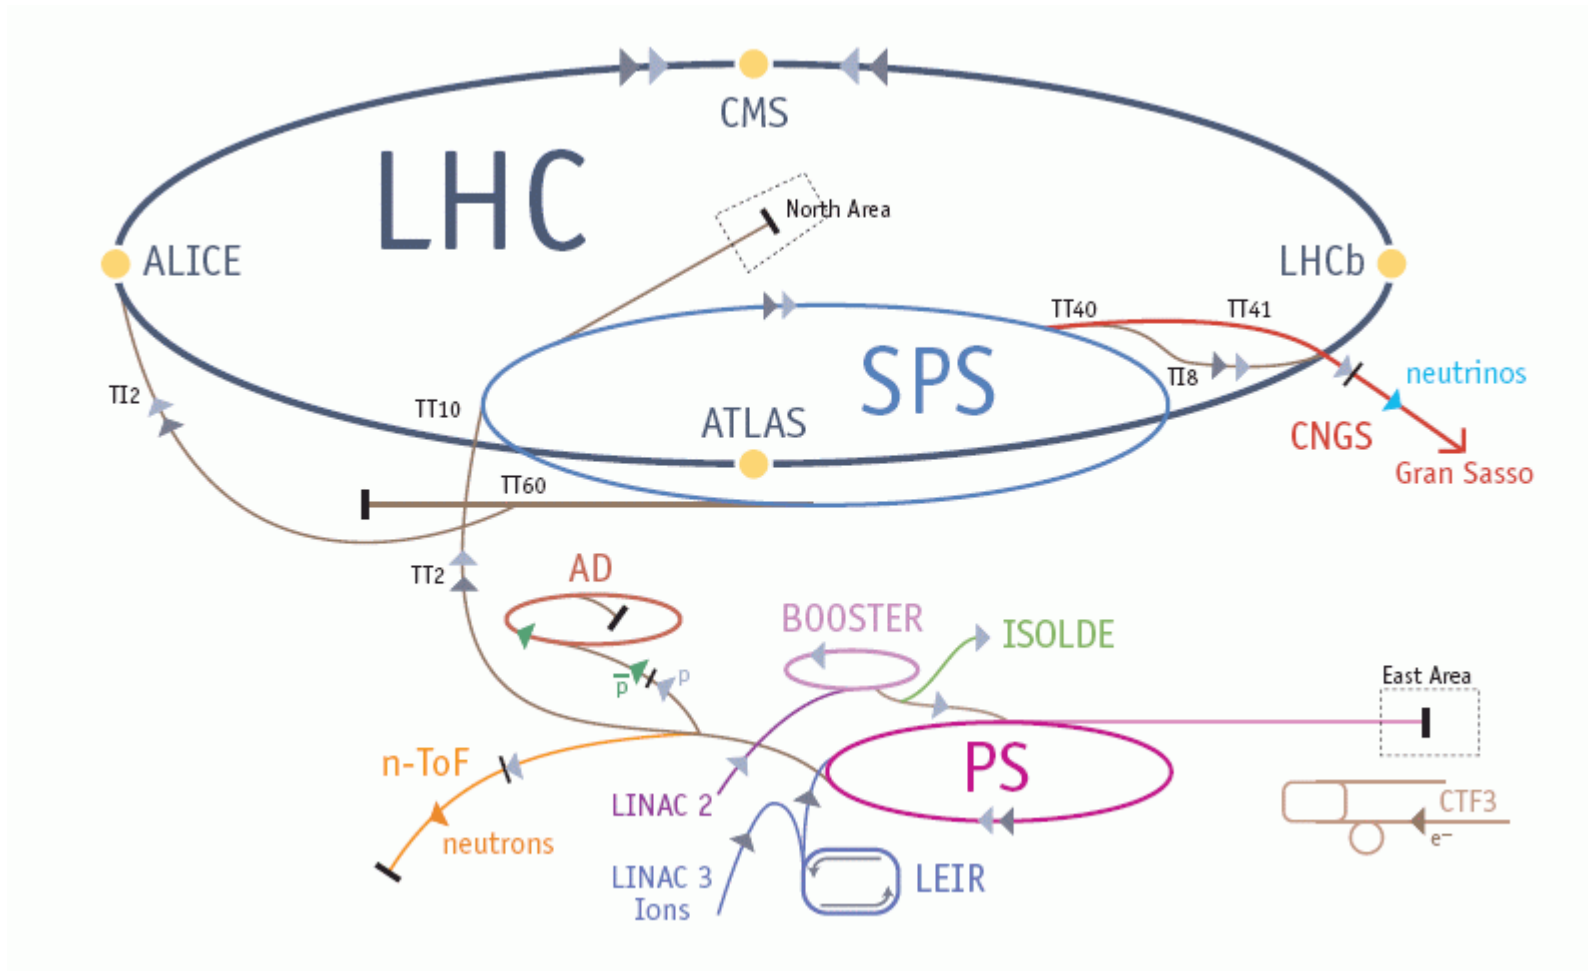 CMS
LHC
North Area
ALICE
LHCb
TT40
TT41
SPS
TI8
neutrinos
TI2
TT10
ATLAS
CNGS
Gran Sasso
TT60
TT2
AD
BOOSTER
ISOLDE
p̅
p
East Area
n-ToF
PS
LINAC 2
CTF3
e⁻
neutrons
LINAC 3
Ions
LEIR